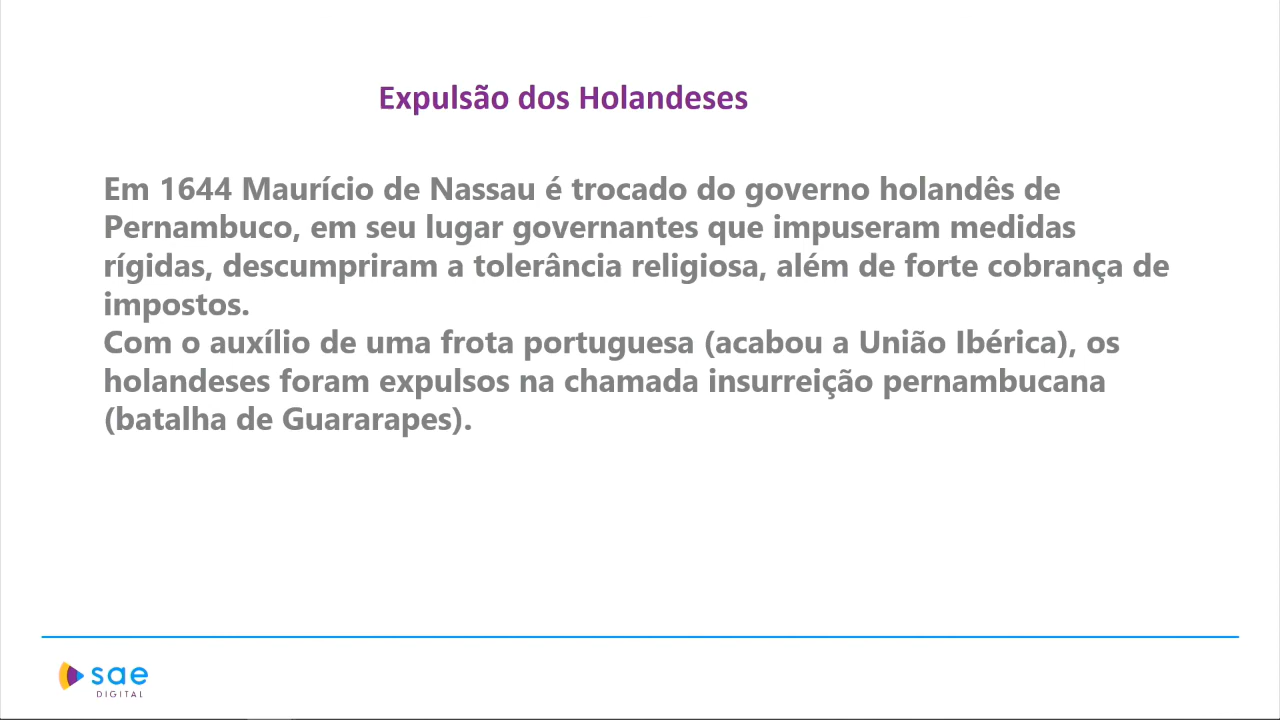 Expulsão dos Holandeses
Em 1644 Maurício de Nassau é trocado do governo holandês de
Pernambuco, em seu lugar governantes que impuseram medidas
rígidas, descumpriram a tolerância religiosa, além de forte cobrança de
impostos.
Com o auxílio de uma frota portuguesa (acabou a União Ibérica), os
holandeses foram expulsos na chamada insurreição pernambucana
(batalha de Guararapes).
sae
DIGITAL